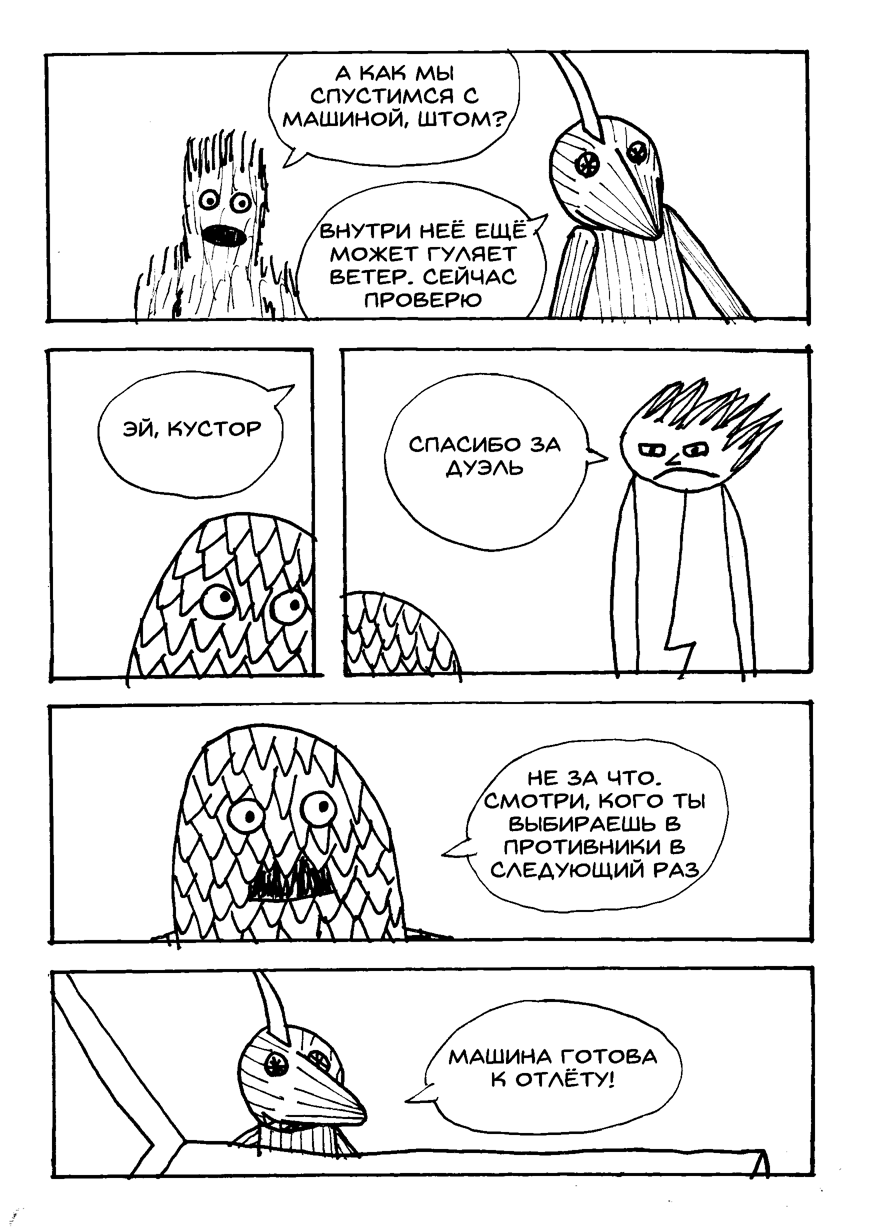 А КАК МЫ
СПУСТИМСЯ С
МАШИНОЙ, ШТОМ?
ВНУТРИ НЕЁ ЕЩЁ
МОЖЕТ ГУЛЯЕТ
ВЕТЕР. СЕЙЧАС
ПРОВЕРЮ
ЭЙ, КУСТОР
СПАСИБО ЗА
ДУЭЛЬ
НЕ ЗА ЧТО.
СМОТРИ, КОГО ТЫ
ВЫБИРАЕШЬ В
ПРОТИВНИКИ В
СЛЕДУЮЩИЙ РАЗ
МАШИНА ГОТОВА
К ОТЛЁТУ!